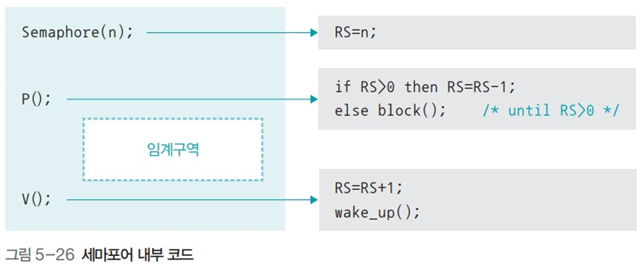 Semaphore(n);
RS=n;
P();
if RS>0 then RS=RS-1;
else block(); /* until RS>0 */
임계구역
V();
RS=RS+1;
wake_up();
그림 5-26 세마포어 내부 코드